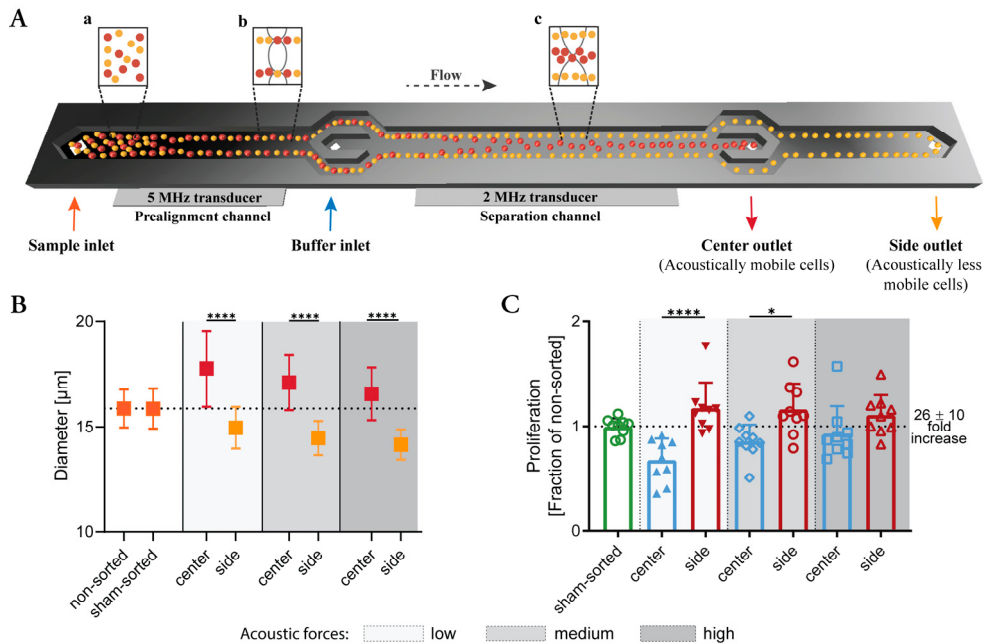 A
a
b
c
Flow
5 MHz transducer
2 MHz transducer
Prealignment channel
Separation channel
Sample inlet
Buffer inlet
Center outlet
(Acoustically mobile cells)
Side outlet
(Acoustically less
mobile cells)
B
Diameter [µm]
20
15
10
****
****
****
non-sorted
sham-sorted
center
side
center
side
center
side
C
Proliferation
[Fraction of non-sorted]
2
1
0
****
*
26 ± 10
fold
increase
sham-sorted
center
side
center
side
center
side
Acoustic forces:
low
medium
high